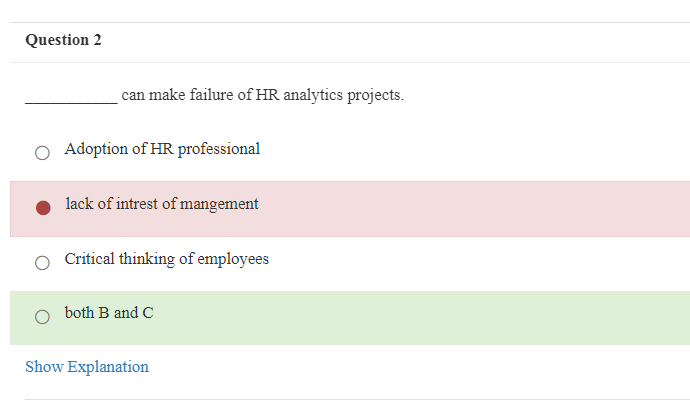 Question 2
___________ can make failure of HR analytics projects.
Adoption of HR professional
lack of intrest of mangement
Critical thinking of employees
both B and C
Show Explanation